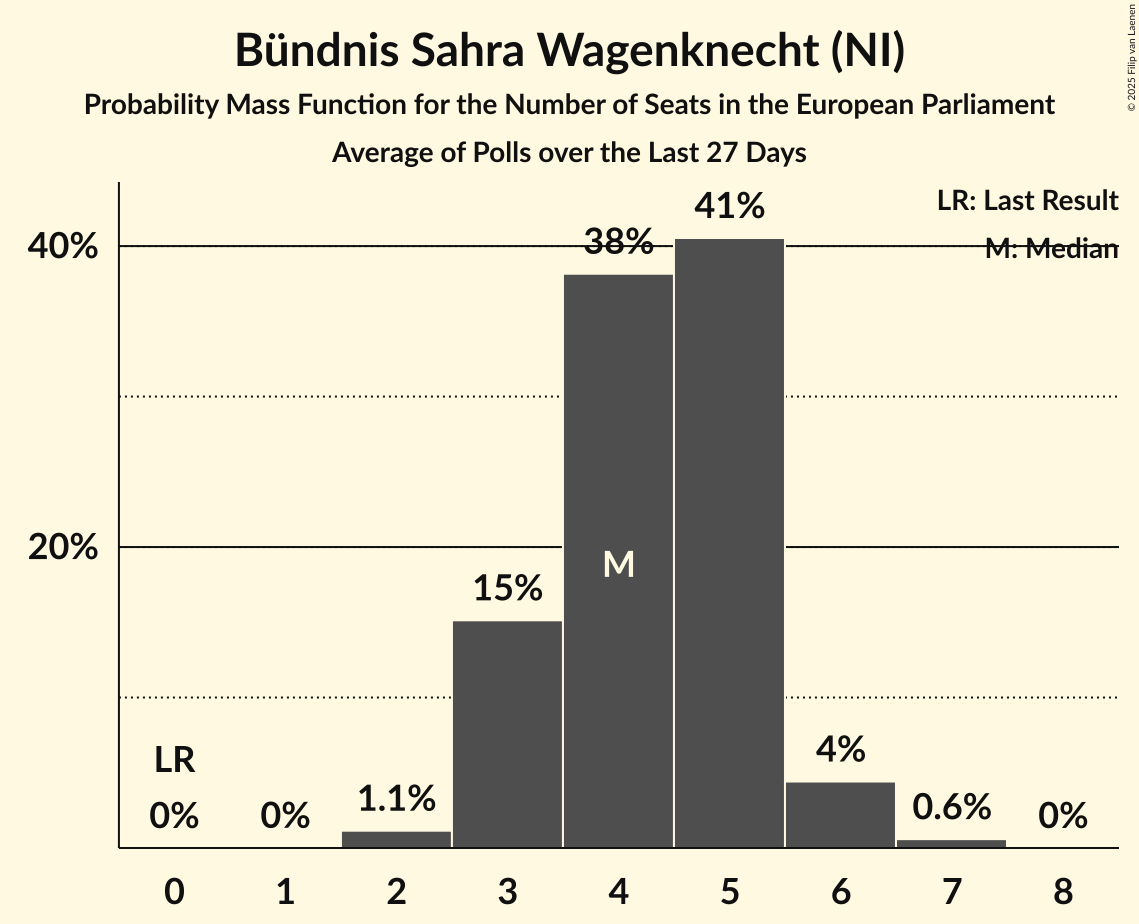 Bündnis Sahra Wagenknecht (NI)
Probability Mass Function for the Number of Seats in the European Parliament
Average of Polls over the Last 27 Days
© 2025 Filip van Laenen
LR: Last Result
M: Median
40%
20%
LR
0%
0%
1.1%
15%
38%
41%
4%
0.6%
0%
M
0 1 2 3 4 5 6 7 8